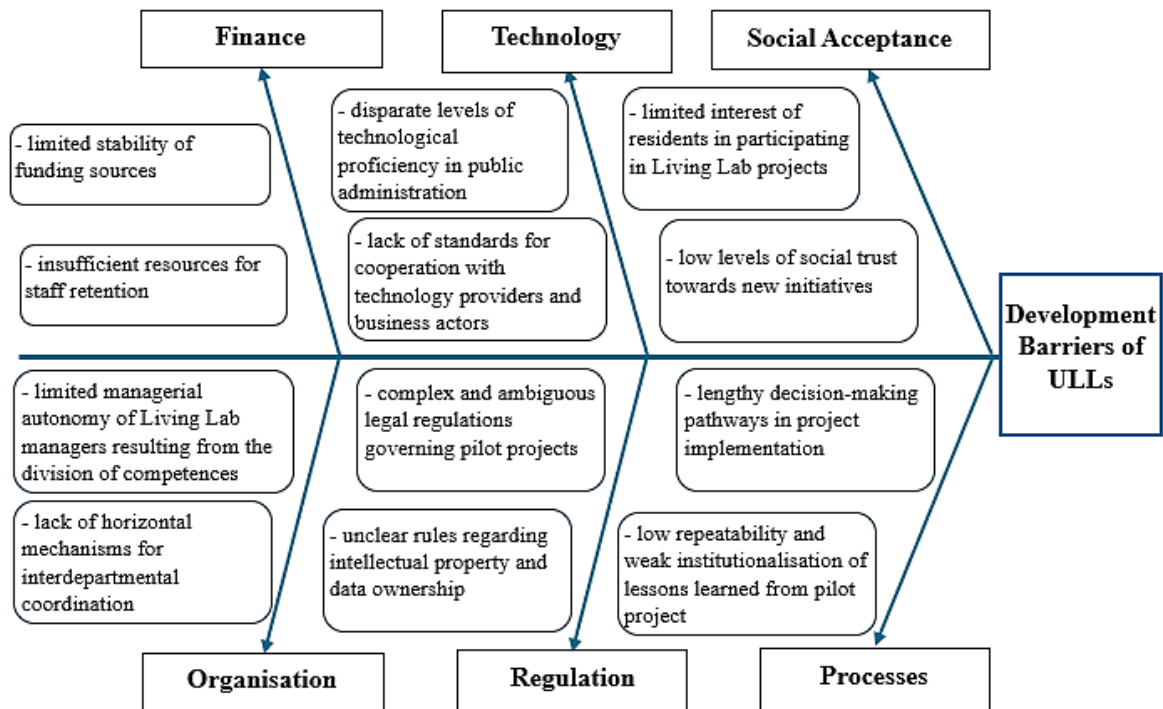 Finance
Technology
Social Acceptance
- limited stability of
funding sources
- insufficient resources for
staff retention
- disparate levels of
technological
proficiency in public
administration
- lack of standards for
cooperation with
technology providers and
business actors
- limited interest of
residents in participating
in Living Lab projects
- low levels of social trust
towards new initiatives
Development
Barriers of
ULLs
- limited managerial
autonomy of Living Lab
managers resulting from the
division of competences
- lack of horizontal
mechanisms for
interdepartmental
coordination
- complex and ambiguous
legal regulations
governing pilot projects
- unclear rules regarding
intellectual property and
data ownership
- lengthy decision-making
pathways in project
implementation
- low repeatability and
weak institutionalisation of
lessons learned from pilot
project
Organisation
Regulation
Processes